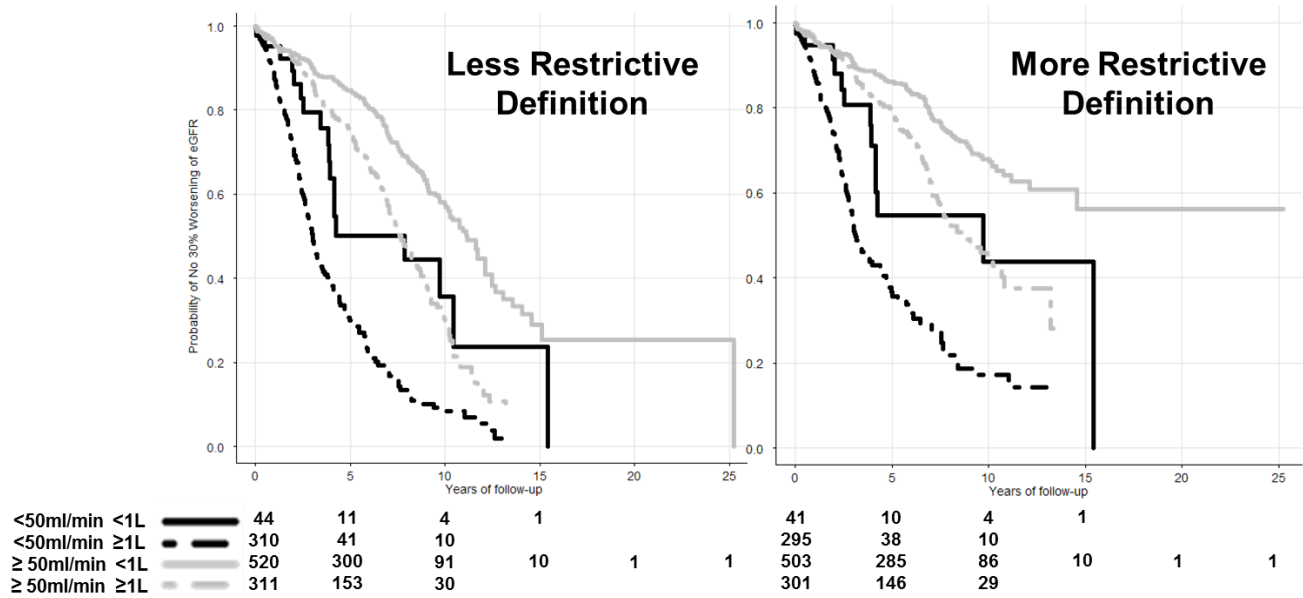 Less Restrictive
Definition
Probability of No 30% Worsening of eGFR
1.0
0.8
0.6
0.4
0.2
0.0
0 5 10 15 20 25
Years of follow-up
More Restrictive
Definition
1.0
0.8
0.6
0.4
0.2
0.0
0 5 10 15 20 25
Years of follow-up
<50ml/min <1L 44 11 4 1 41 10 4 1
<50ml/min ≥1L 310 41 10 295 38 10
≥ 50ml/min <1L 520 300 91 10 1 1 503 285 86 10 1 1
≥ 50ml/min ≥1L 311 153 30 301 146 29